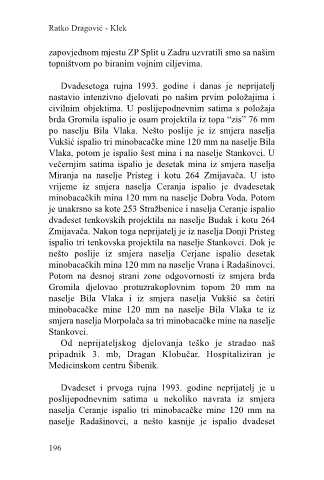 Ratko Dragović - Klek
zapovjednom mjestu ZP Split u Zadru uzvratili smo sa našim
topništvom po biranim vojnim ciljevima.
Dvadesetoga rujna 1993. godine i danas je neprijatelj
nastavio intenzivno djelovati po našim prvim položajima i
civilnim objektima. U poslijepodnevnim satima s položaja
brda Gromila ispalio je osam projektila iz topa “zis” 76 mm
po naselju Bila Vlaka. Nešto poslije je iz smjera naselja
Vukšić ispalio tri minobacačke mine 120 mm na naselje Bila
Vlaka, potom je ispalio šest mina i na naselje Stankovci. U
večernjim satima ispalio je desetak mina iz smjera naselja
Miranja na naselje Pristeg i kotu 264 Zmijavača. U isto
vrijeme iz smjera naselja Ceranja ispalio je dvadesetak
minobacačkih mina 120 mm na naselje Dobra Voda. Potom
je unakrsno sa kote 253 Stražbenice i naselja Ceranje ispalio
dvadeset tenkovskih projektila na naselje Budak i kotu 264
Zmijavača. Nakon toga neprijatelj je iz naselja Donji Pristeg
ispalio tri tenkovska projektila na naselje Stankovci. Dok je
nešto poslije iz smjera naselja Cerjane ispalio desetak
minobacačkih mina 120 mm na naselje Vrana i Radašinovci.
Potom na desnoj strani zone odgovornosti iz smjera brda
Gromila djelovao protuzrakoplovnim topom 20 mm na
naselje Bila Vlaka i iz smjera naselja Vukšić sa četiri
minobacačke mine 120 mm na naselje Bila Vlaka te iz
smjera naselja Morpolača sa tri minobacačke mine na naselje
Stankovci.
Od neprijateljskog djelovanja teško je stradao naš
pripadnik 3. mb, Dragan Klobučar. Hospitaliziran je
Medicinskom centru Šibenik.
Dvadeset i prvoga rujna 1993. godine neprijatelj je u
poslijepodnevnim satima u nekoliko navrata iz smjera
naselja Ceranje ispalio tri minobacačke mine 120 mm na
naselje Radašinovci, a nešto kasnije je ispalio dvadeset
196